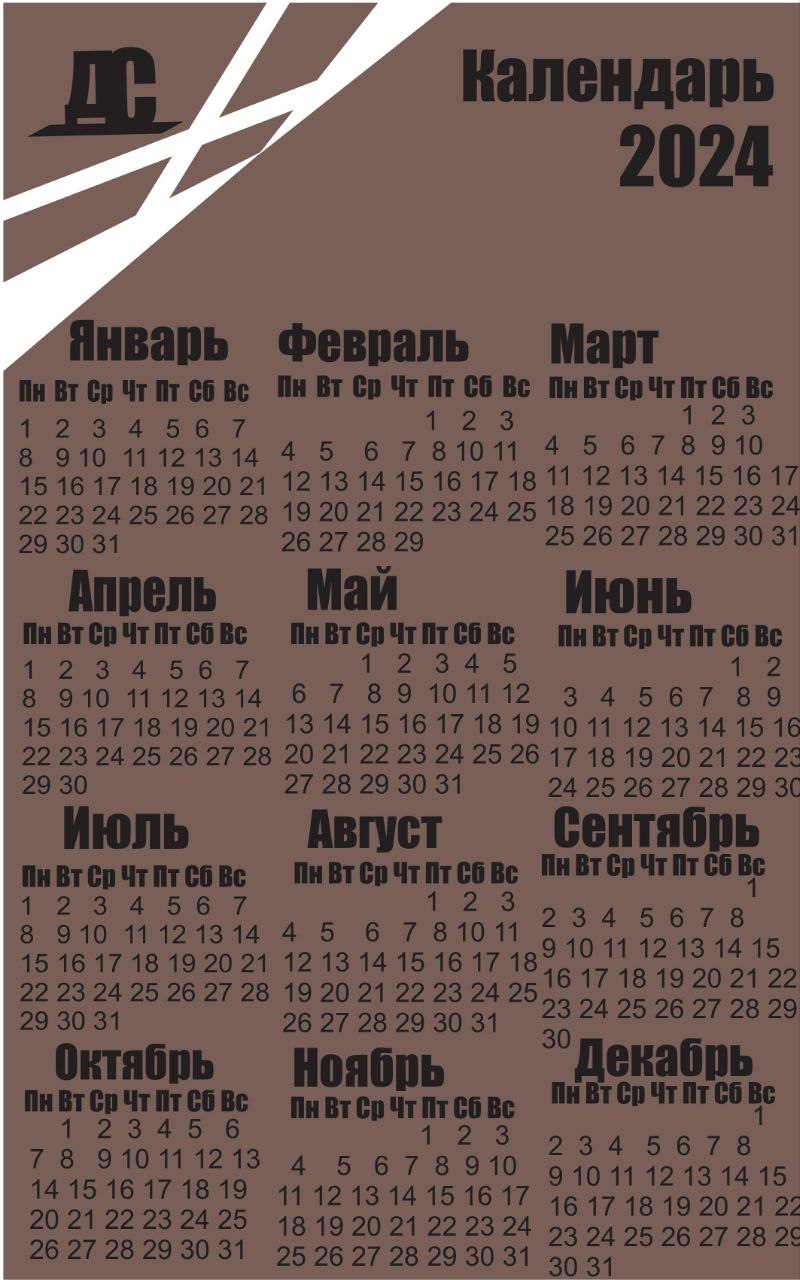 ДС
Календарь
2024
Январь
Пн Вт Ср Чт Пт Сб Вс
1 2 3 4 5 6 7
8 9 10 11 12 13 14
15 16 17 18 19 20 21
22 23 24 25 26 27 28
29 30 31
Февраль
Пн Вт Ср Чт Пт Сб Вс
1 2 3
4 5 6 7 8 10 11
12 13 14 15 16 17 18
19 20 21 22 23 24 25
26 27 28 29
Март
Пн Вт Ср Чт Пт Сб Вс
1 2 3
4 5 6 7 8 9 10
11 12 13 14 15 16 17
18 19 20 21 22 23 24
25 26 27 28 29 30 31
Апрель
Пн Вт Ср Чт Пт Сб Вс
1 2 3 4 5 6 7
8 9 10 11 12 13 14
15 16 17 18 19 20 21
22 23 24 25 26 27 28
29 30
Май
Пн Вт Ср Чт Пт Сб Вс
1 2 3 4 5
6 7 8 9 10 11 12
13 14 15 16 17 18 19
20 21 22 23 24 25 26
27 28 29 30 31
Июнь
Пн Вт Ср Чт Пт Сб Вс
1 2
3 4 5 6 7 8 9
10 11 12 13 14 15 16
17 18 19 20 21 22 23
24 25 26 27 28 29 30
Июль
Пн Вт Ср Чт Пт Сб Вс
1 2 3 4 5 6 7
8 9 10 11 12 13 14
15 16 17 18 19 20 21
22 23 24 25 26 27 28
29 30 31
Август
Пн Вт Ср Чт Пт Сб Вс
1 2 3
4 5 6 7 8 10 11
12 13 14 15 16 17 18
19 20 21 22 23 24 25
26 27 28 29 30 31
Сентябрь
Пн Вт Ср Чт Пт Сб Вс
1
2 3 4 5 6 7 8
9 10 11 12 13 14 15
16 17 18 19 20 21 22
23 24 25 26 27 28 29
30
Октябрь
Пн Вт Ср Чт Пт Сб Вс
1 2 3 4 5 6
7 8 9 10 11 12 13
14 15 16 17 18 19
20 21 22 23 24 25
26 27 28 29 30 31
Ноябрь
Пн Вт Ср Чт Пт Сб Вс
1 2 3
4 5 6 7 8 9 10
11 12 13 14 15 16 17
18 19 20 21 22 23 24
25 26 27 28 29 30 31
Декабрь
Пн Вт Ср Чт Пт Сб Вс
1
2 3 4 5 6 7 8
9 10 11 12 13 14 15
16 17 18 19 20 21 22
23 24 25 26 27 28 29
30 31